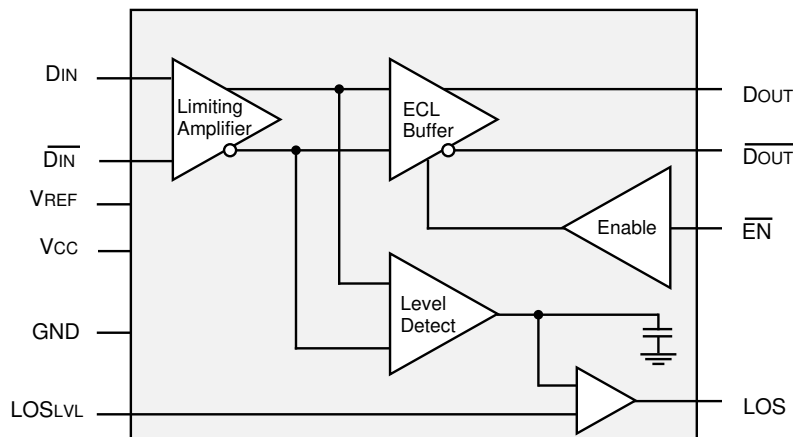 DIN
DIN
VREF
VCC
GND
LOSLVL
Limiting
Amplifier
ECL
Buffer
Enable
Level
Detect
DOUT
DOUT
EN
LOS